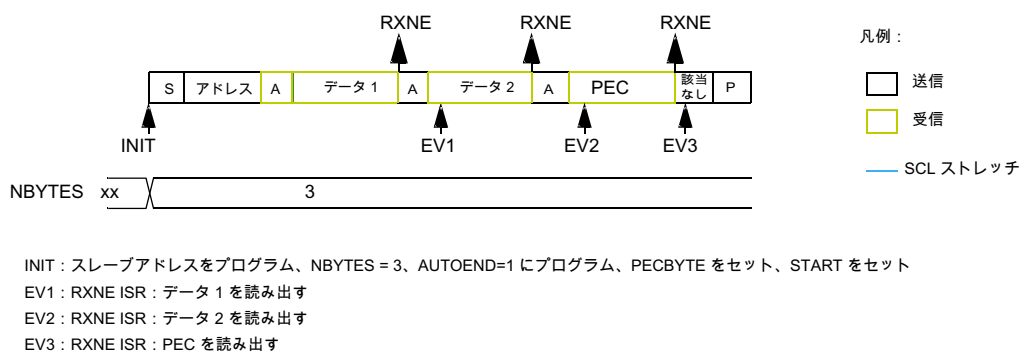 RXNE RXNE RXNE
凡例：
S アドレス A データ 1 A データ 2 A PEC 該当なし P
送信
受信
INIT EV1 EV2 EV3
SCL ストレッチ
NBYTES xx 3
INIT：スレーブアドレスをプログラム、NBYTES = 3、AUTOEND=1 にプログラム、PECBYTE をセット、START をセット
EV1：RXNE ISR：データ 1 を読み出す
EV2：RXNE ISR：データ 2 を読み出す
EV3：RXNE ISR：PEC を読み出す